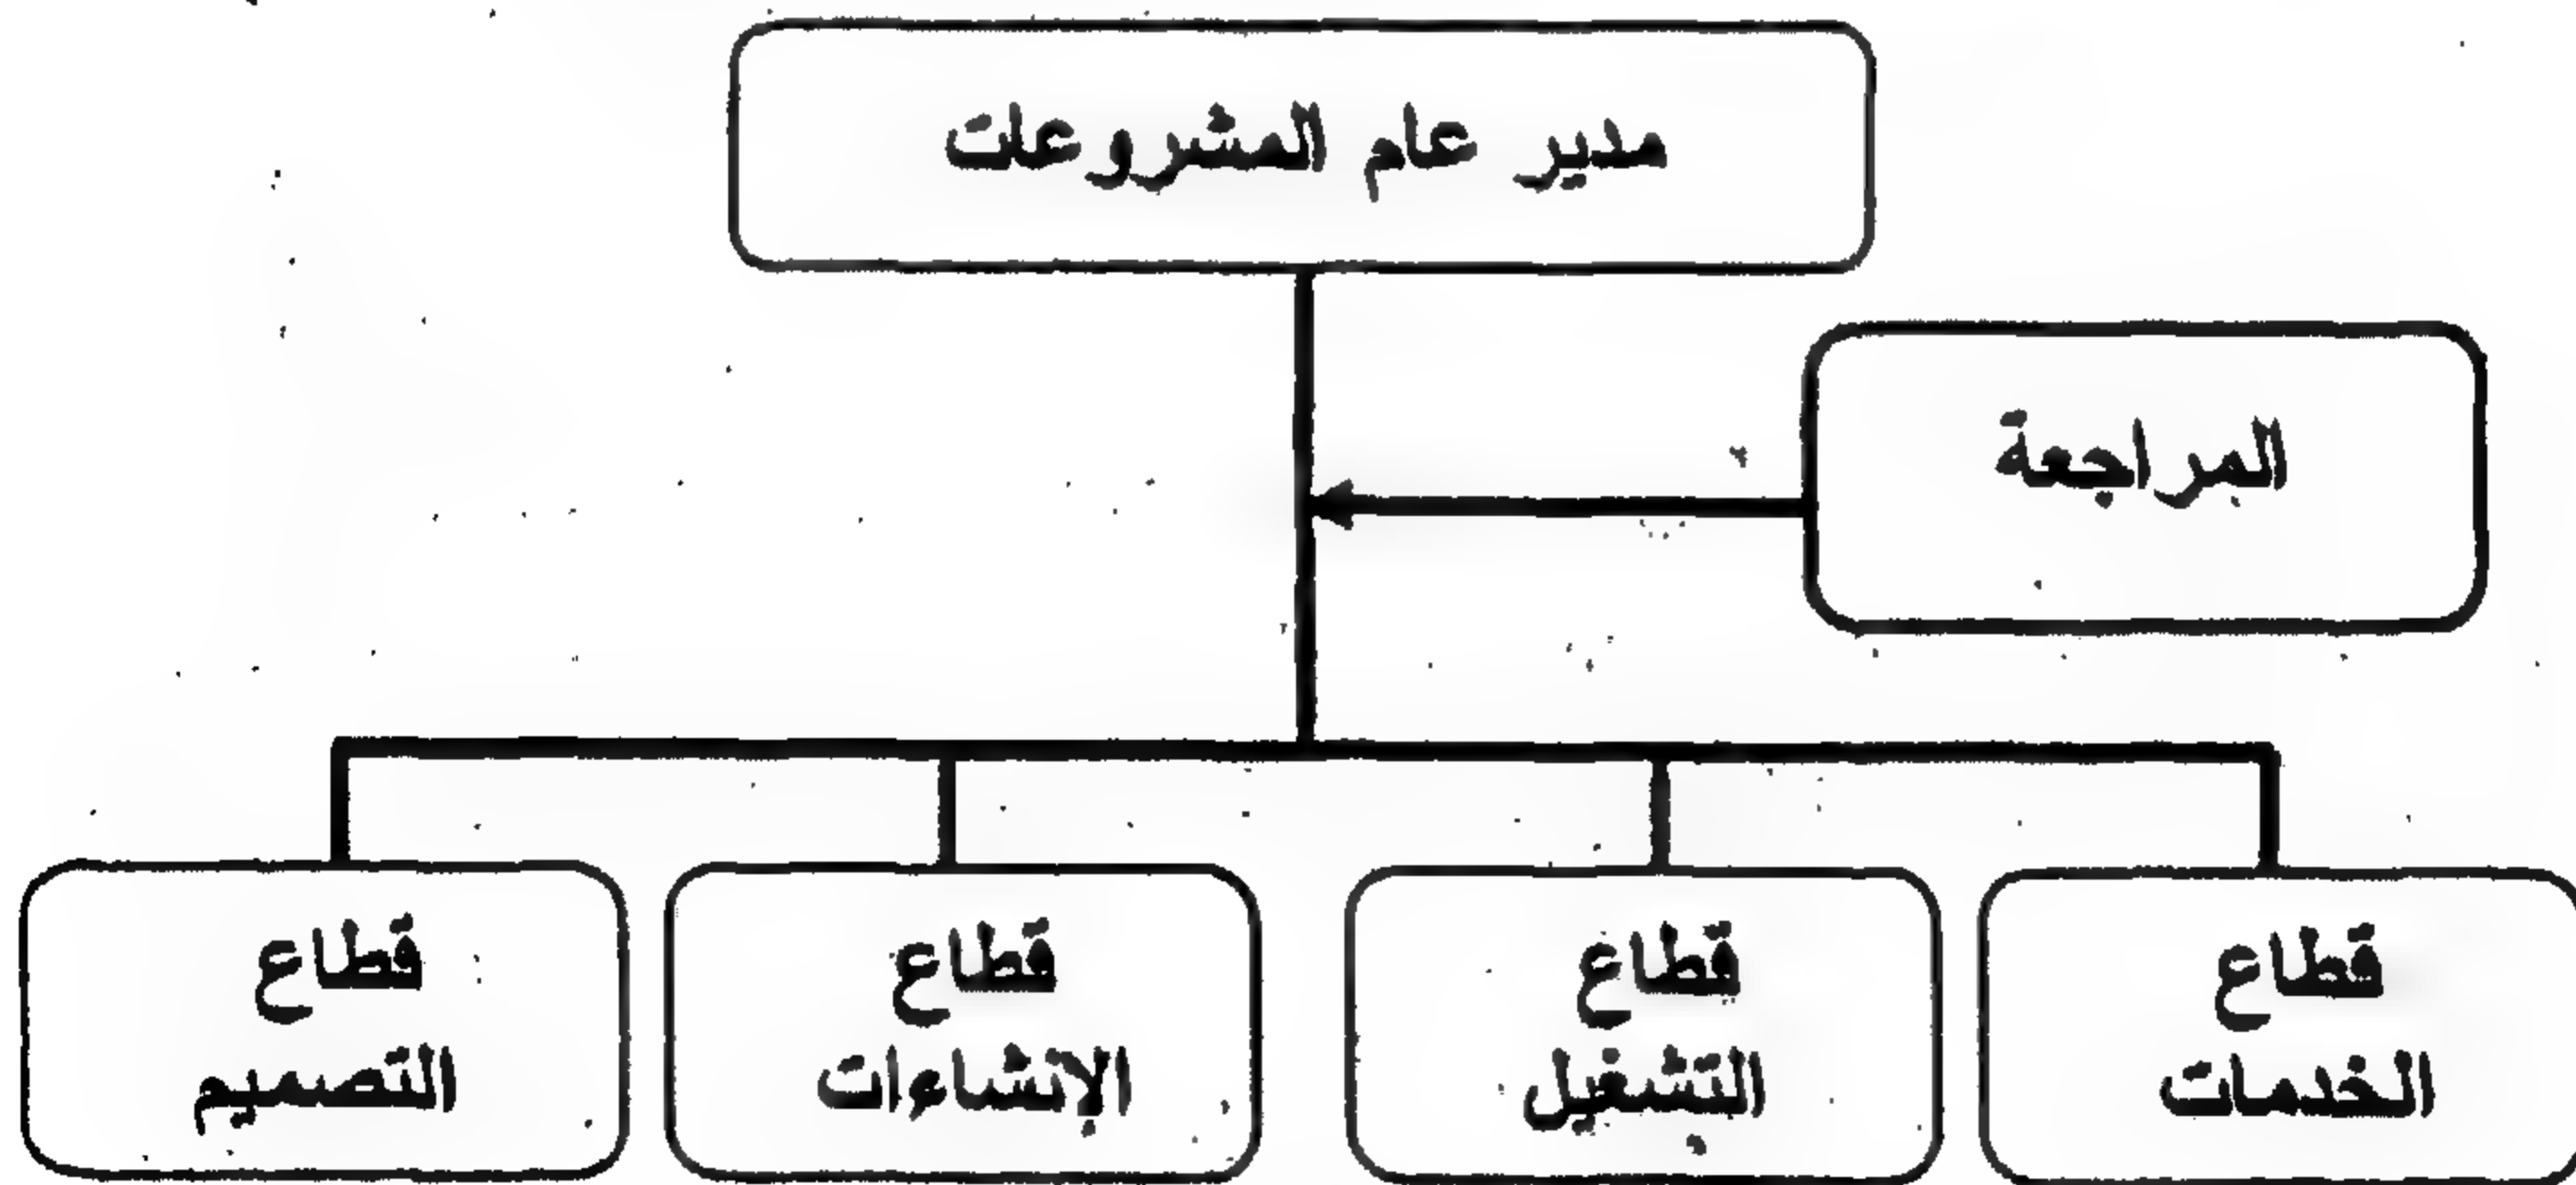 مدير عام المشروعات
المراجعة
قطاع
الخدمات
قطاع
التشغيل
قطاع
الإنشاءات
قطاع
التصميم